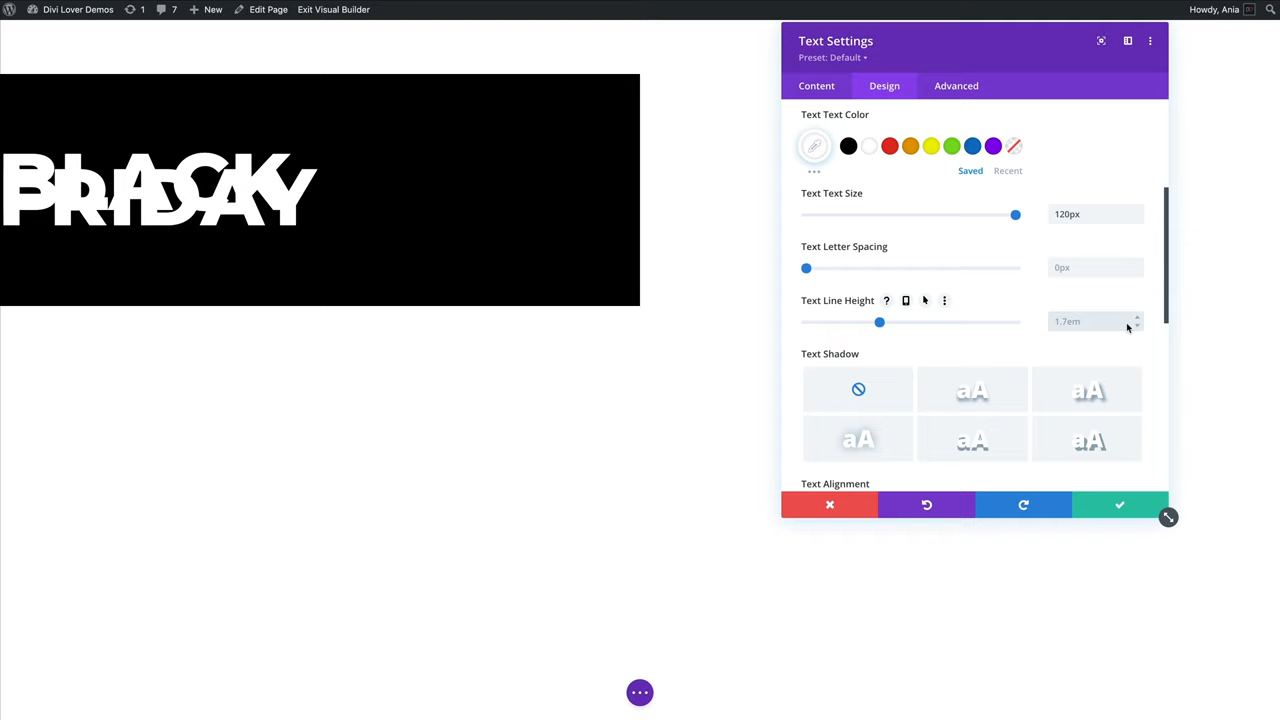 Divi Lover Demos 1 7 New Edit Page Exit Visual Builder Howdy, Ania
BLACK
FRIDAY
Text Settings
Preset: Default
Content Design Advanced
Text Text Color
Saved Recent
Text Text Size
120px
Text Letter Spacing
0px
Text Line Height ?
1.7em
Text Shadow
aA aA
aA aA aA
Text Alignment